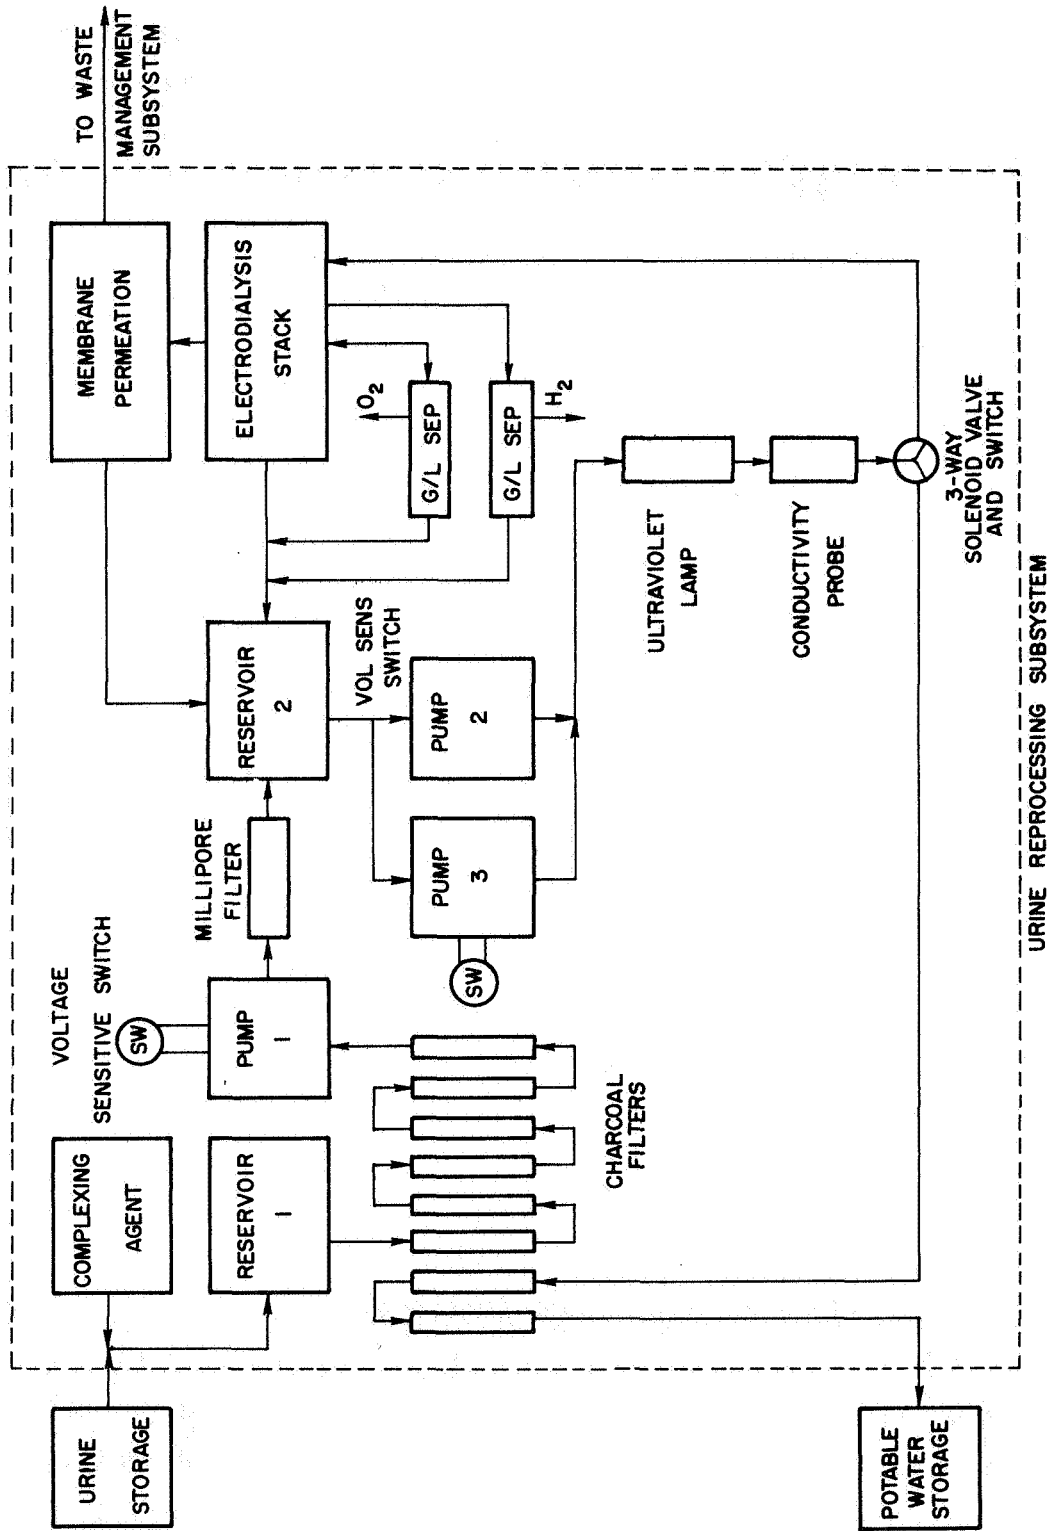 URINE
STORAGE
COMPLEXING
AGENT
VOLTAGE
SENSITIVE SWITCH
SW
MEMBRANE
PERMEATION
TO WASTE
MANAGEMENT
SUBSYSTEM
RESERVOIR
1
PUMP
1
MILLIPORE
FILTER
RESERVOIR
2
ELECTRODIALYSIS
STACK
VOL SENS
SWITCH
O2
G/L SEP
G/L SEP
H2
SW
PUMP
3
PUMP
2
CHARCOAL
FILTERS
ULTRAVIOLET
LAMP
CONDUCTIVITY
PROBE
POTABLE
WATER
STORAGE
3-WAY
SOLENOID VALVE
AND SWITCH
URINE REPROCESSING SUBSYSTEM